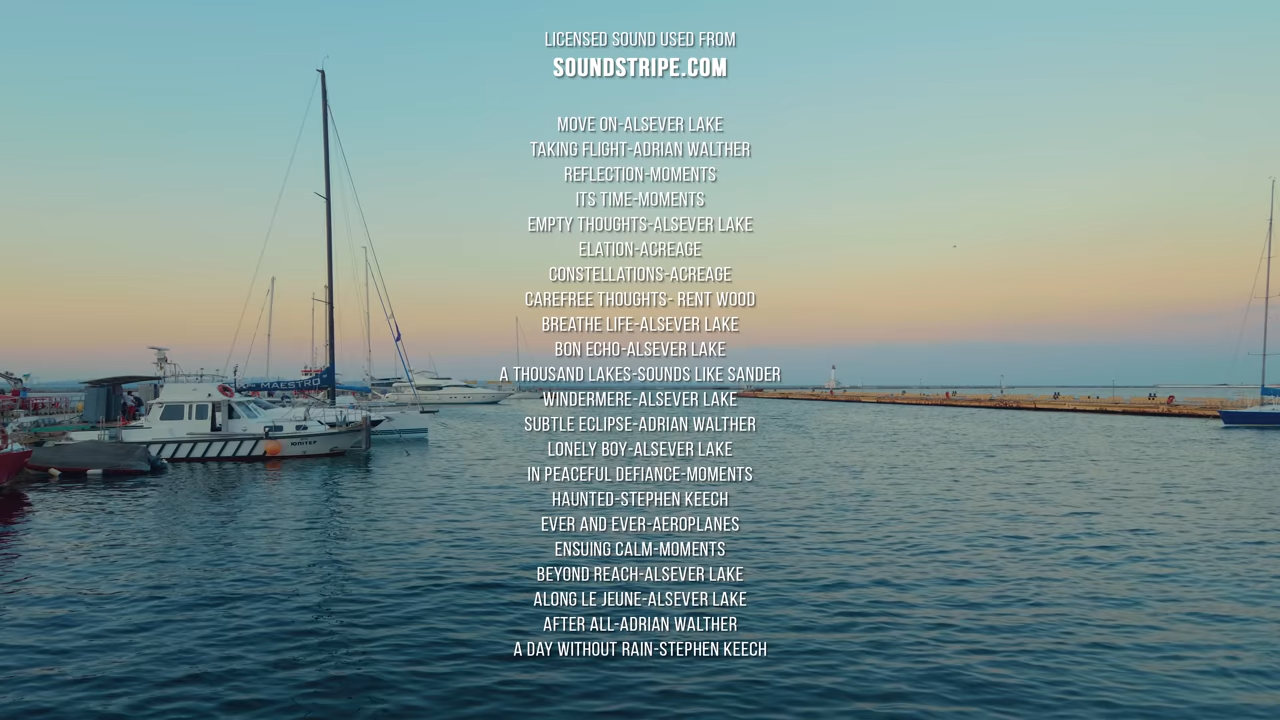 LICENSED SOUND USED FROM
SOUNDSTRIPE.COM
MOVE ON-ALSEVER LAKE
TAKING FLIGHT-ADRIAN WALTHER
REFLECTION-MOMENTS
ITS TIME-MOMENTS
EMPTY THOUGHTS-ALSEVER LAKE
ELATION-ACREAGE
CONSTELLATIONS-ACREAGE
CAREFREE THOUGHTS- RENT WOOD
BREATHE LIFE-ALSEVER LAKE
BON ECHO-ALSEVER LAKE
A THOUSAND LAKES-SOUNDS LIKE SANDER
WINDERMERE-ALSEVER LAKE
SUBTLE ECLIPSE-ADRIAN WALTHER
LONELY BOY-ALSEVER LAKE
IN PEACEFUL DEFIANCE-MOMENTS
HAUNTED-STEPHEN KEECH
EVER AND EVER-AEROPLANES
ENSUING CALM-MOMENTS
BEYOND REACH-ALSEVER LAKE
ALONG LE JEUNE-ALSEVER LAKE
AFTER ALL-ADRIAN WALTHER
A DAY WITHOUT RAIN-STEPHEN KEECH
MAESTRO
ЮПІТЕР